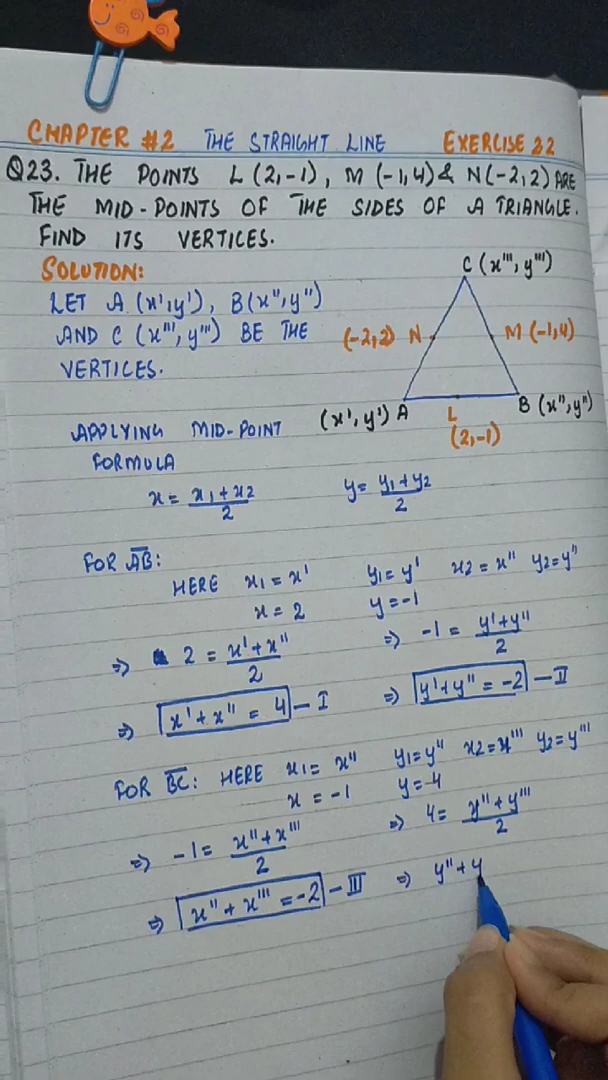 CHAPTER #2 THE STRAIGHT LINE EXERCISE 3.2
Q23. THE POINTS L(2,-1), M(-1,4) & N(-2,2) ARE
THE MID-POINTS OF THE SIDES OF A TRIANGLE.
FIND ITS VERTICES.
SOLUTION:
C (x''', y''')
LET A (x',y'), B(x'',y'')
AND C (x''', y''') BE THE
VERTICES.
(-2,2) N
M (-1,4)
(x', y') A
B (x'',y'')
L
(2,-1)
APPLYING MID-POINT
FORMULA
x = x1+x2/2 y = y1+y2/2
FOR AB:
HERE x1 = x' y1 = y' x2 = x'' y2 = y''
x = 2 y = -1
⇒ 2 = x'+x''/2 ⇒ -1 = y'+y''/2
⇒ x'+x'' = 4 — I ⇒ y'+y'' = -2 — II
FOR BC: HERE x1 = x'' y1 = y'' x2 = x''' y2 = y'''
x = -1 y = 4
⇒ -1 = x''+x'''/2 ⇒ 4 = y''+y'''/2
⇒ x''+x''' = -2 — III ⇒ y''+y